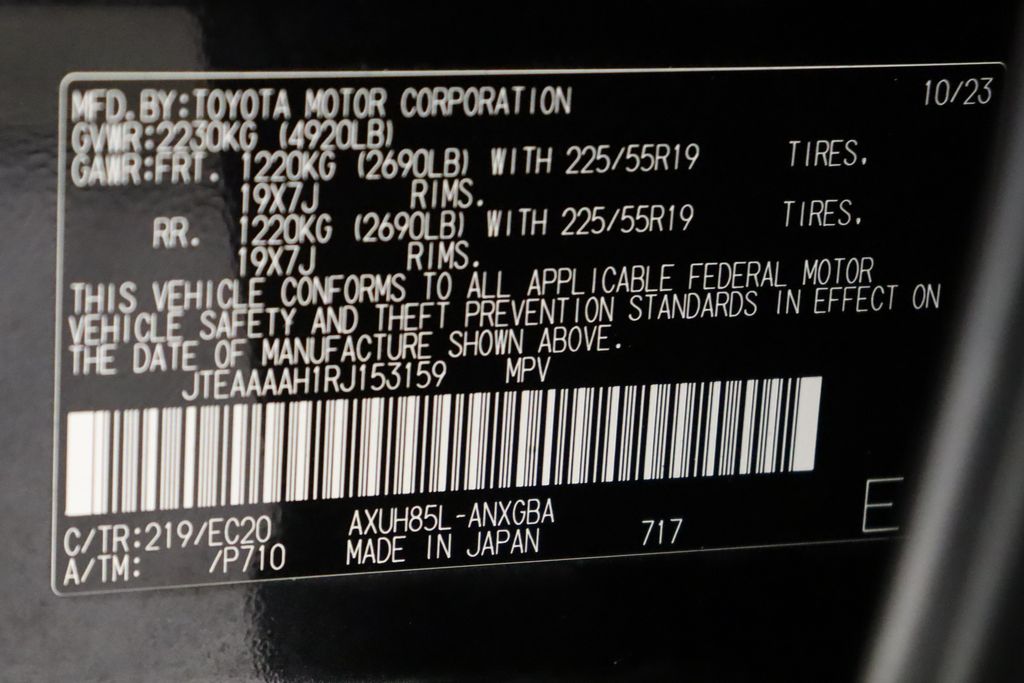 MFD.BY:TOYOTA MOTOR CORPORATION 10/23
GVWR:2230KG (4920LB)
GAWR:FRT. 1220KG (2690LB) WITH 225/55R19 TIRES.
19X7J RIMS.
RR. 1220KG (2690LB) WITH 225/55R19 TIRES.
19X7J RIMS.
THIS VEHICLE CONFORMS TO ALL APPLICABLE FEDERAL MOTOR
VEHICLE SAFETY AND THEFT PREVENTION STANDARDS IN EFFECT ON
THE DATE OF MANUFACTURE SHOWN ABOVE.
JTEAAAAH1RJ153159 MPV
C/TR:219/EC20 AXUH85L-ANXGBA
A/TM: /P710 MADE IN JAPAN 717 E